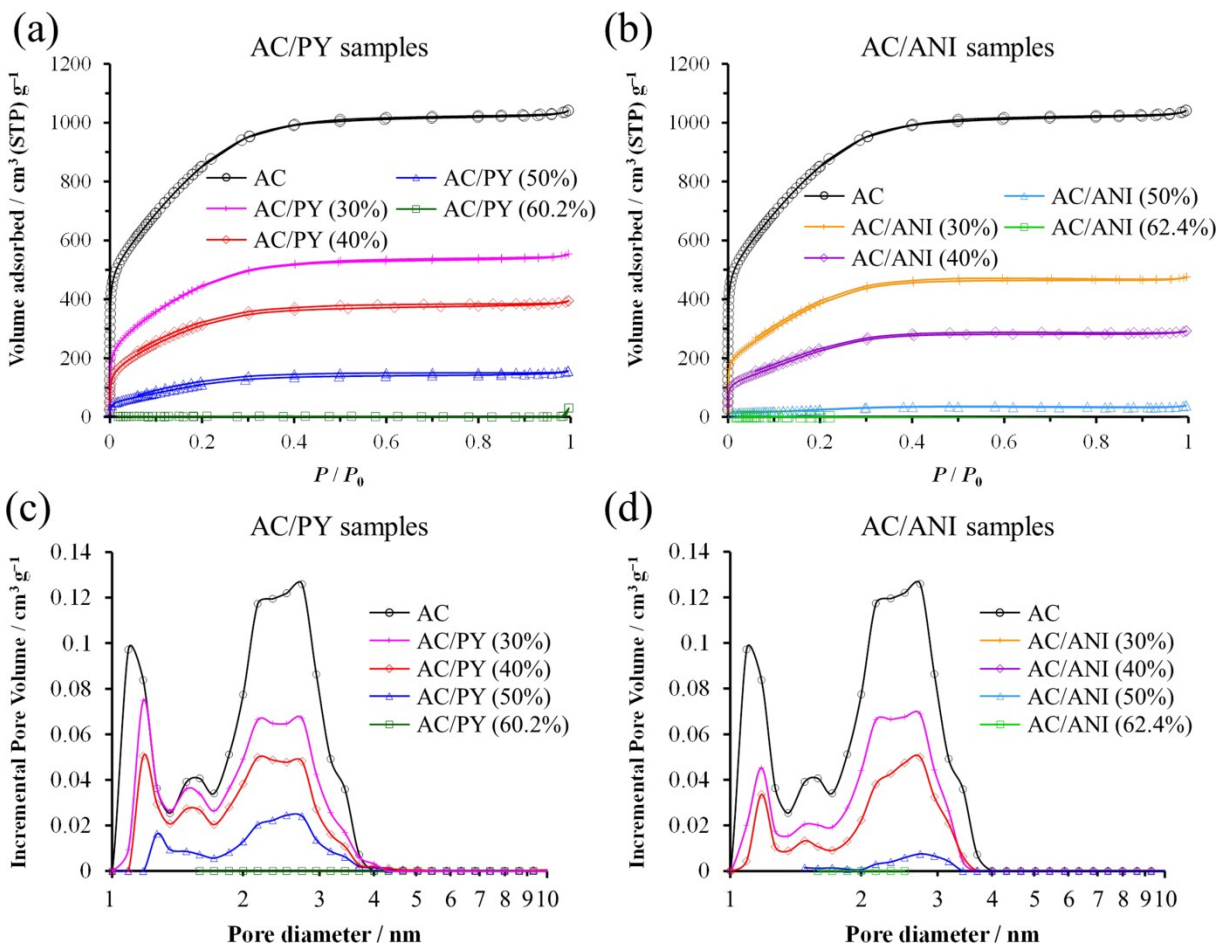 (a)
AC/PY samples
1200
1000
800
600
400
200
0
Volume adsorbed / cm³ (STP) g⁻¹
AC
AC/PY (30%)
AC/PY (40%)
AC/PY (50%)
AC/PY (60.2%)
0 0.2 0.4 0.6 0.8 1
P / P₀
(b)
AC/ANI samples
1200
1000
800
600
400
200
0
Volume adsorbed / cm³ (STP) g⁻¹
AC
AC/ANI (30%)
AC/ANI (40%)
AC/ANI (50%)
AC/ANI (62.4%)
0 0.2 0.4 0.6 0.8 1
P / P₀
(c)
AC/PY samples
0.14
0.12
0.1
0.08
0.06
0.04
0.02
0
Incremental Pore Volume / cm³ g⁻¹
AC
AC/PY (30%)
AC/PY (40%)
AC/PY (50%)
AC/PY (60.2%)
1 2 3 4 5 6 7 8 9 10
Pore diameter / nm
(d)
AC/ANI samples
0.14
0.12
0.1
0.08
0.06
0.04
0.02
0
Incremental Pore Volume / cm³ g⁻¹
AC
AC/ANI (30%)
AC/ANI (40%)
AC/ANI (50%)
AC/ANI (62.4%)
1 2 3 4 5 6 7 8 9 10
Pore diameter / nm